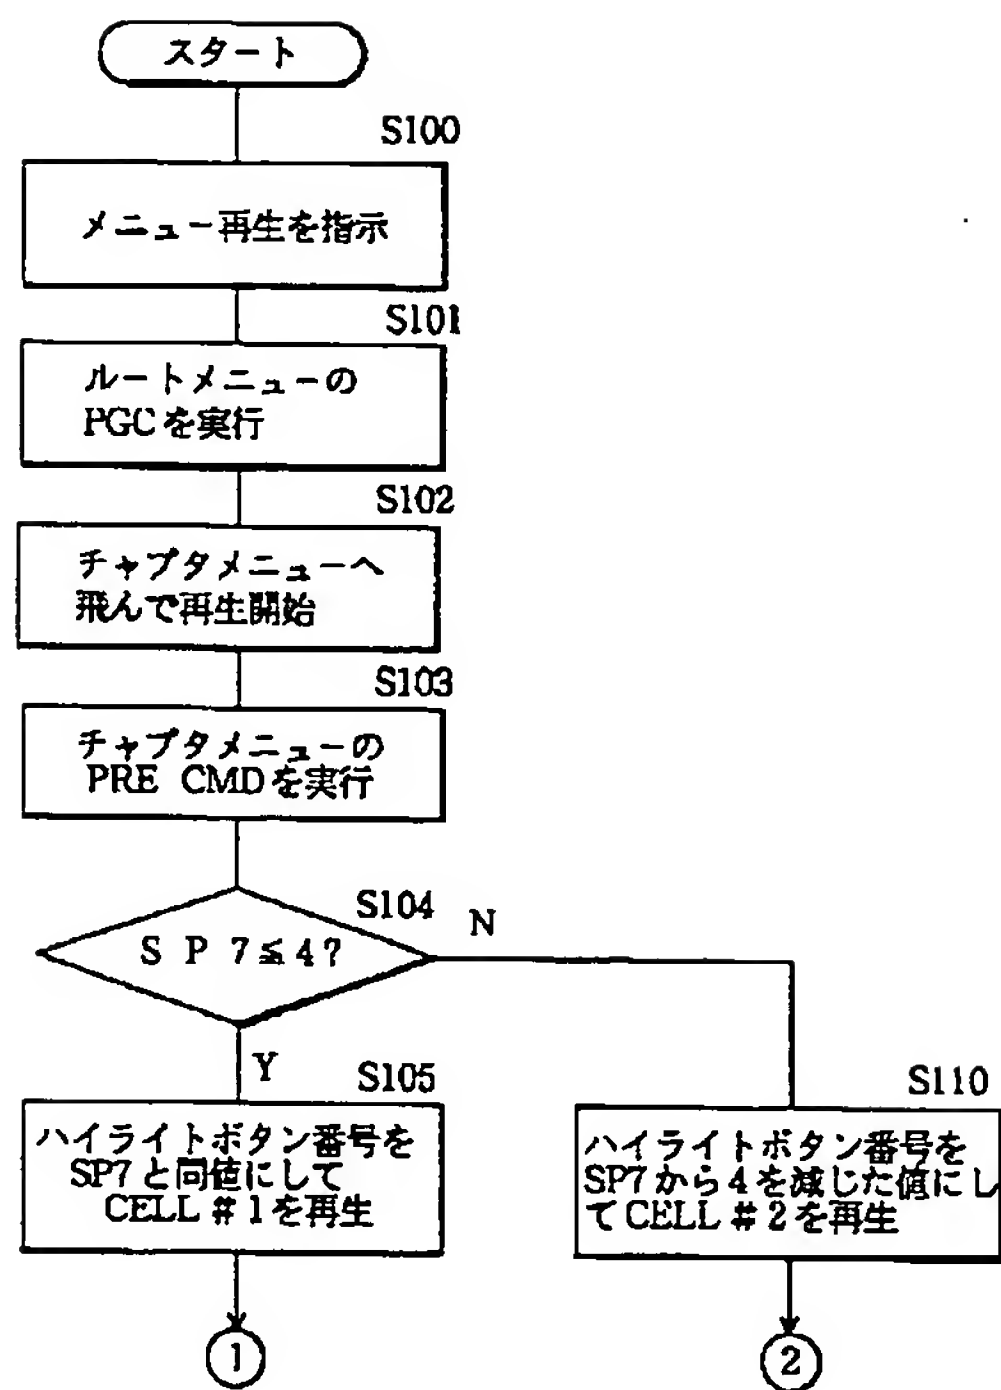 スタート
S100
メニュー再生を指示
S101
ルートメニューの
PGCを実行
S102
チャプタメニューへ
飛んで再生開始
S103
チャプタメニューの
PRE CMDを実行
S104
SP7≦4?
N
Y
S105
ハイライトボタン番号を
SP7と同値にして
CELL #1を再生
S110
ハイライトボタン番号を
SP7から4を減じた値にし
てCELL #2を再生
1
2